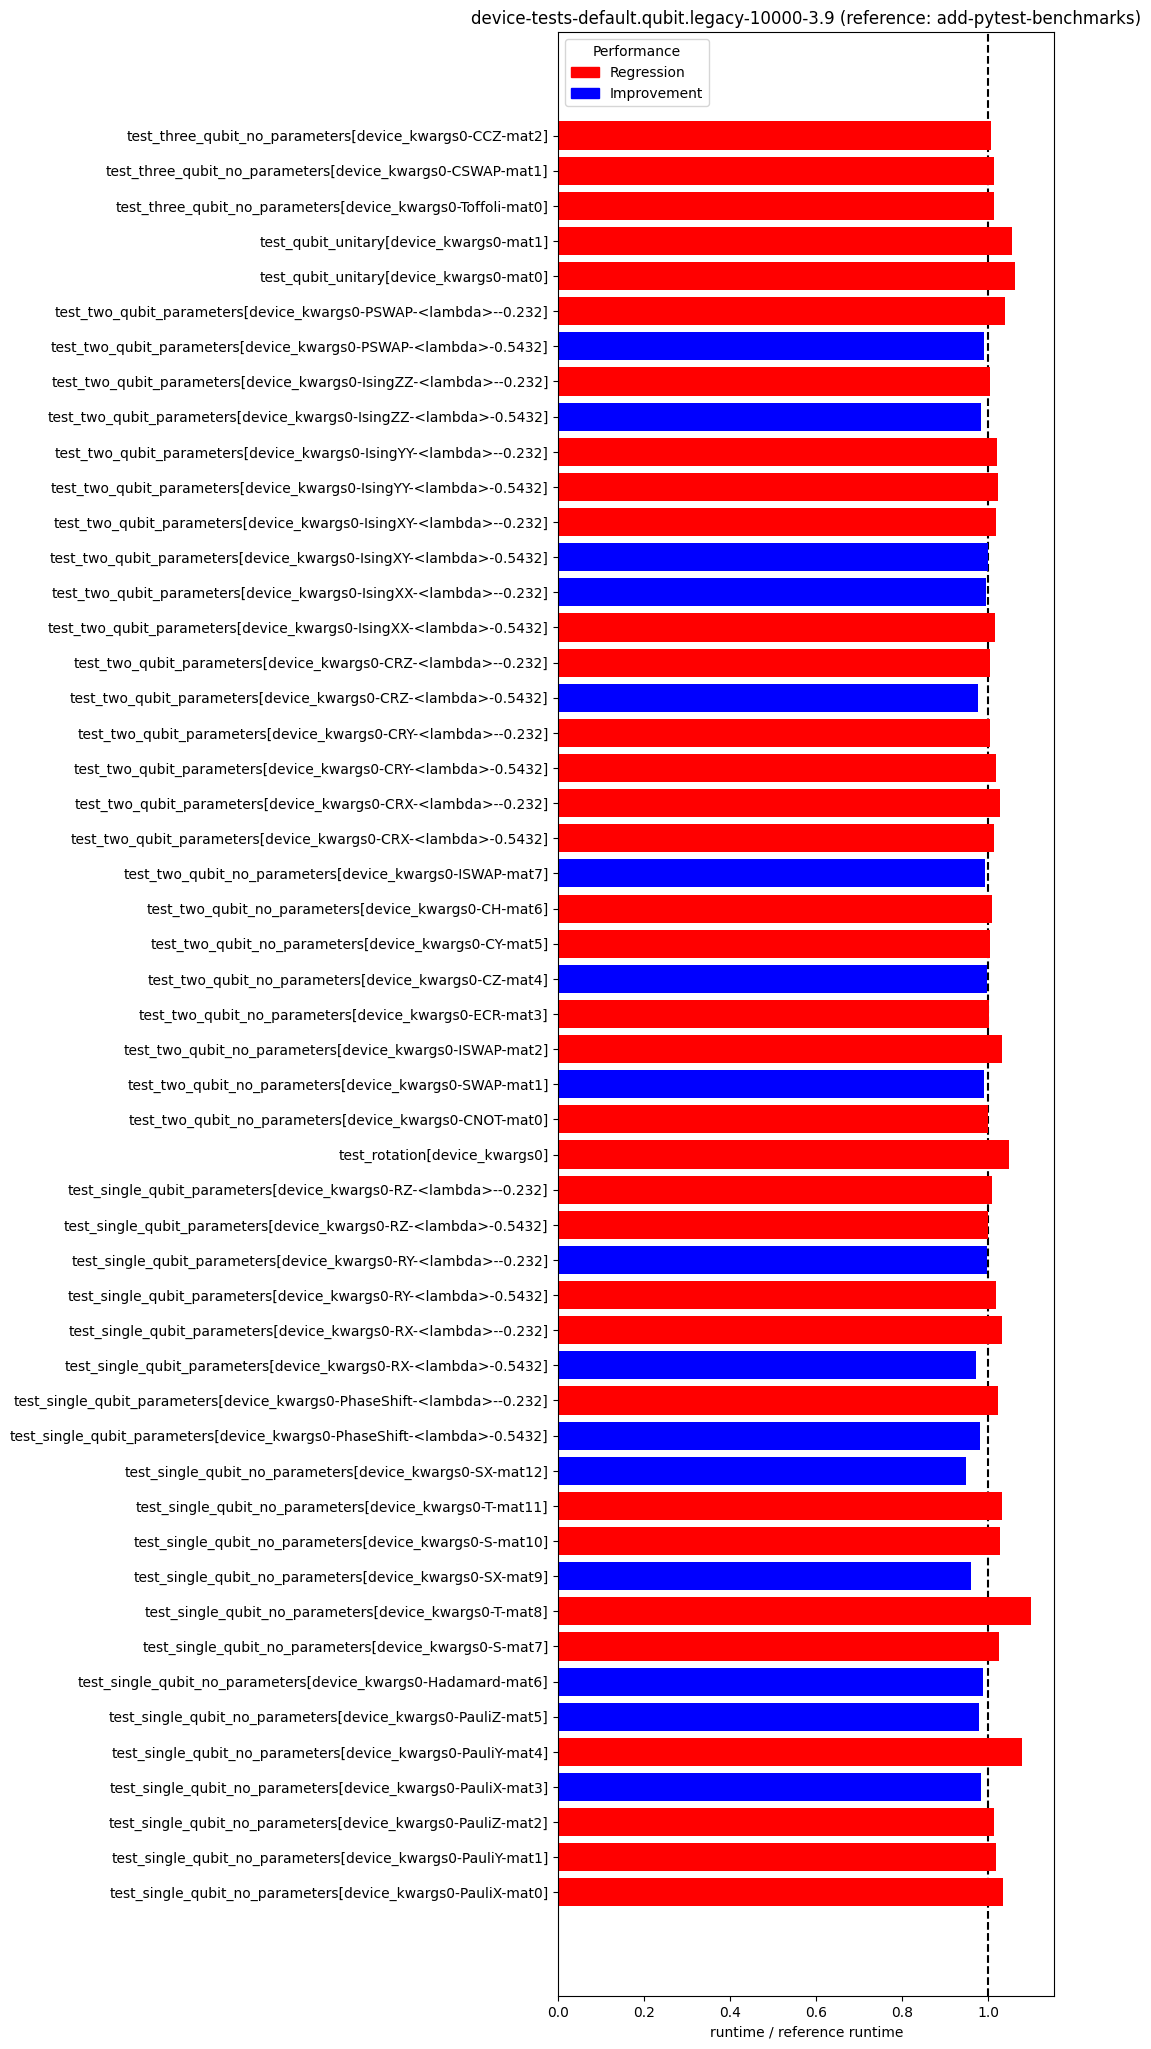 device-tests-default.qubit.legacy-10000-3.9 (reference: add-pytest-benchmarks)
Performance
Regression
Improvement
test_three_qubit_no_parameters[device_kwargs0-CCZ-mat2]
test_three_qubit_no_parameters[device_kwargs0-CSWAP-mat1]
test_three_qubit_no_parameters[device_kwargs0-Toffoli-mat0]
test_qubit_unitary[device_kwargs0-mat1]
test_qubit_unitary[device_kwargs0-mat0]
test_two_qubit_parameters[device_kwargs0-PSWAP-<lambda>--0.232]
test_two_qubit_parameters[device_kwargs0-PSWAP-<lambda>-0.5432]
test_two_qubit_parameters[device_kwargs0-IsingZZ-<lambda>--0.232]
test_two_qubit_parameters[device_kwargs0-IsingZZ-<lambda>-0.5432]
test_two_qubit_parameters[device_kwargs0-IsingYY-<lambda>--0.232]
test_two_qubit_parameters[device_kwargs0-IsingYY-<lambda>-0.5432]
test_two_qubit_parameters[device_kwargs0-IsingXY-<lambda>--0.232]
test_two_qubit_parameters[device_kwargs0-IsingXY-<lambda>-0.5432]
test_two_qubit_parameters[device_kwargs0-IsingXX-<lambda>--0.232]
test_two_qubit_parameters[device_kwargs0-IsingXX-<lambda>-0.5432]
test_two_qubit_parameters[device_kwargs0-CRZ-<lambda>--0.232]
test_two_qubit_parameters[device_kwargs0-CRZ-<lambda>-0.5432]
test_two_qubit_parameters[device_kwargs0-CRY-<lambda>--0.232]
test_two_qubit_parameters[device_kwargs0-CRY-<lambda>-0.5432]
test_two_qubit_parameters[device_kwargs0-CRX-<lambda>--0.232]
test_two_qubit_parameters[device_kwargs0-CRX-<lambda>-0.5432]
test_two_qubit_no_parameters[device_kwargs0-ISWAP-mat7]
test_two_qubit_no_parameters[device_kwargs0-CH-mat6]
test_two_qubit_no_parameters[device_kwargs0-CY-mat5]
test_two_qubit_no_parameters[device_kwargs0-CZ-mat4]
test_two_qubit_no_parameters[device_kwargs0-ECR-mat3]
test_two_qubit_no_parameters[device_kwargs0-ISWAP-mat2]
test_two_qubit_no_parameters[device_kwargs0-SWAP-mat1]
test_two_qubit_no_parameters[device_kwargs0-CNOT-mat0]
test_rotation[device_kwargs0]
test_single_qubit_parameters[device_kwargs0-RZ-<lambda>--0.232]
test_single_qubit_parameters[device_kwargs0-RZ-<lambda>-0.5432]
test_single_qubit_parameters[device_kwargs0-RY-<lambda>--0.232]
test_single_qubit_parameters[device_kwargs0-RY-<lambda>-0.5432]
test_single_qubit_parameters[device_kwargs0-RX-<lambda>--0.232]
test_single_qubit_parameters[device_kwargs0-RX-<lambda>-0.5432]
test_single_qubit_parameters[device_kwargs0-PhaseShift-<lambda>--0.232]
test_single_qubit_parameters[device_kwargs0-PhaseShift-<lambda>-0.5432]
test_single_qubit_no_parameters[device_kwargs0-SX-mat12]
test_single_qubit_no_parameters[device_kwargs0-T-mat11]
test_single_qubit_no_parameters[device_kwargs0-S-mat10]
test_single_qubit_no_parameters[device_kwargs0-SX-mat9]
test_single_qubit_no_parameters[device_kwargs0-T-mat8]
test_single_qubit_no_parameters[device_kwargs0-S-mat7]
test_single_qubit_no_parameters[device_kwargs0-Hadamard-mat6]
test_single_qubit_no_parameters[device_kwargs0-PauliZ-mat5]
test_single_qubit_no_parameters[device_kwargs0-PauliY-mat4]
test_single_qubit_no_parameters[device_kwargs0-PauliX-mat3]
test_single_qubit_no_parameters[device_kwargs0-PauliZ-mat2]
test_single_qubit_no_parameters[device_kwargs0-PauliY-mat1]
test_single_qubit_no_parameters[device_kwargs0-PauliX-mat0]
0.0 0.2 0.4 0.6 0.8 1.0
runtime / reference runtime